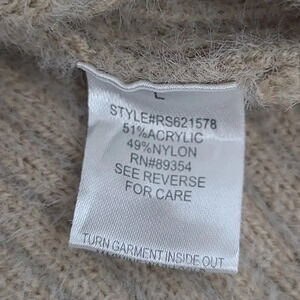 L
STYLE#RS621578
51%ACRYLIC
49%NYLON
RN#89354
SEE REVERSE
FOR CARE
TURN GARMENT INSIDE OUT